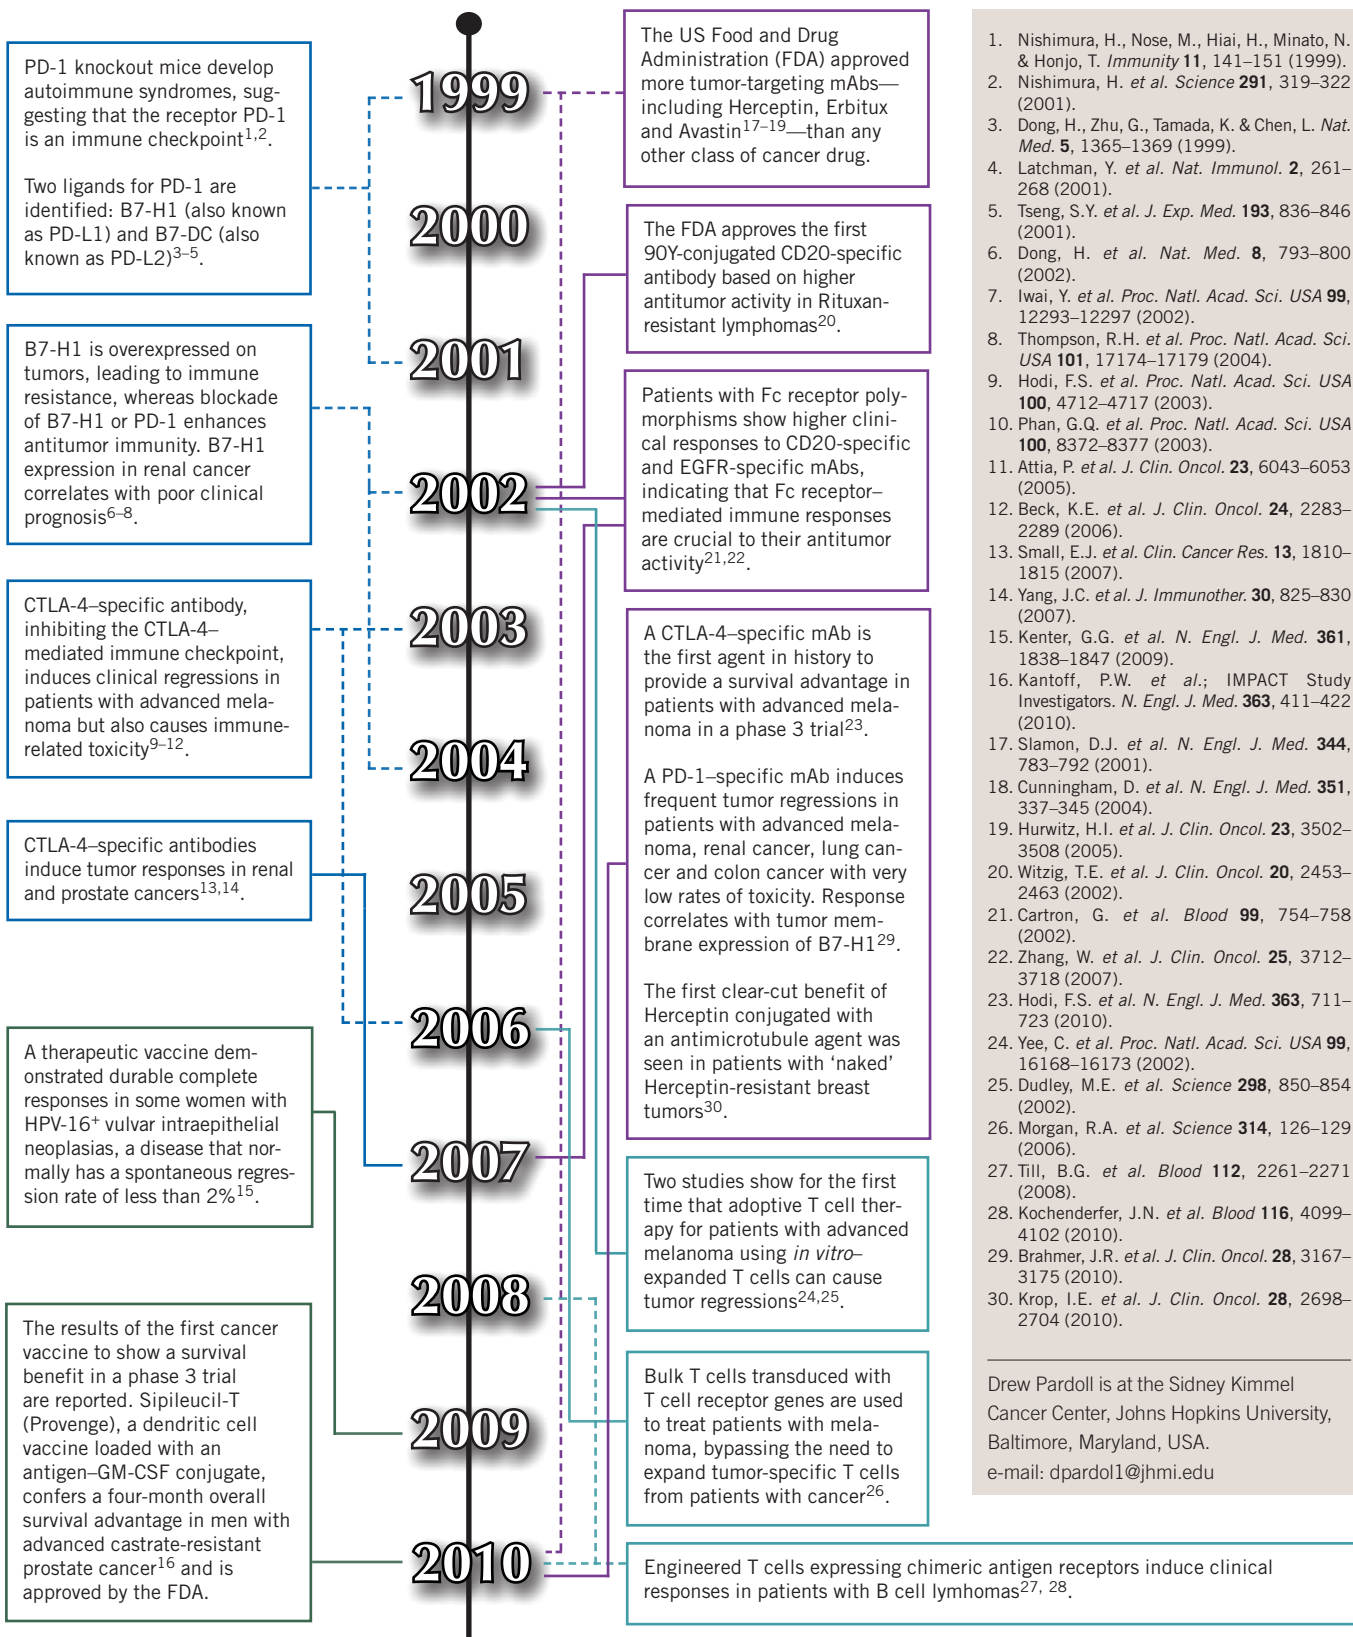 PD-1 knockout mice develop
autoimmune syndromes, sug-
gesting that the receptor PD-1
is an immune checkpoint1,2.
Two ligands for PD-1 are
identified: B7-H1 (also known
as PD-L1) and B7-DC (also
known as PD-L2)3–5.
B7-H1 is overexpressed on
tumors, leading to immune
resistance, whereas blockade
of B7-H1 or PD-1 enhances
antitumor immunity. B7-H1
expression in renal cancer
correlates with poor clinical
prognosis6–8.
CTLA-4–specific antibody,
inhibiting the CTLA-4–
mediated immune checkpoint,
induces clinical regressions in
patients with advanced mela-
noma but also causes immune-
related toxicity9–12.
CTLA-4–specific antibodies
induce tumor responses in renal
and prostate cancers13,14.
A therapeutic vaccine dem-
onstrated durable complete
responses in some women with
HPV-16+ vulvar intraepithelial
neoplasias, a disease that nor-
mally has a spontaneous regres-
sion rate of less than 2%15.
The results of the first cancer
vaccine to show a survival
benefit in a phase 3 trial
are reported. Sipileucil-T
(Provenge), a dendritic cell
vaccine loaded with an
antigen–GM-CSF conjugate,
confers a four-month overall
survival advantage in men with
advanced castrate-resistant
prostate cancer16 and is
approved by the FDA.
1999
2000
2001
2002
2003
2004
2005
2006
2007
2008
2009
2010
The US Food and Drug
Administration (FDA) approved
more tumor-targeting mAbs—
including Herceptin, Erbitux
and Avastin17–19—than any
other class of cancer drug.
The FDA approves the first
90Y-conjugated CD20-specific
antibody based on higher
antitumor activity in Rituxan-
resistant lymphomas20.
Patients with Fc receptor poly-
morphisms show higher clini-
cal responses to CD20-specific
and EGFR-specific mAbs,
indicating that Fc receptor–
mediated immune responses
are crucial to their antitumor
activity21,22.
A CTLA-4–specific mAb is
the first agent in history to
provide a survival advantage in
patients with advanced mela-
noma in a phase 3 trial23.
A PD-1–specific mAb induces
frequent tumor regressions in
patients with advanced mela-
noma, renal cancer, lung can-
cer and colon cancer with very
low rates of toxicity. Response
correlates with tumor mem-
brane expression of B7-H129.
The first clear-cut benefit of
Herceptin conjugated with
an antimicrotubule agent was
seen in patients with ‘naked’
Herceptin-resistant breast
tumors30.
Two studies show for the first
time that adoptive T cell ther-
apy for patients with advanced
melanoma using in vitro–
expanded T cells can cause
tumor regressions24,25.
Bulk T cells transduced with
T cell receptor genes are used
to treat patients with mela-
noma, bypassing the need to
expand tumor-specific T cells
from patients with cancer26.
Engineered T cells expressing chimeric antigen receptors induce clinical
responses in patients with B cell lymhomas27, 28.
1. Nishimura, H., Nose, M., Hiai, H., Minato, N.
& Honjo, T. Immunity 11, 141–151 (1999).
2. Nishimura, H. et al. Science 291, 319–322
(2001).
3. Dong, H., Zhu, G., Tamada, K. & Chen, L. Nat.
Med. 5, 1365–1369 (1999).
4. Latchman, Y. et al. Nat. Immunol. 2, 261–
268 (2001).
5. Tseng, S.Y. et al. J. Exp. Med. 193, 836–846
(2001).
6. Dong, H. et al. Nat. Med. 8, 793–800
(2002).
7. Iwai, Y. et al. Proc. Natl. Acad. Sci. USA 99,
12293–12297 (2002).
8. Thompson, R.H. et al. Proc. Natl. Acad. Sci.
USA 101, 17174–17179 (2004).
9. Hodi, F.S. et al. Proc. Natl. Acad. Sci. USA
100, 4712–4717 (2003).
10. Phan, G.Q. et al. Proc. Natl. Acad. Sci. USA
100, 8372–8377 (2003).
11. Attia, P. et al. J. Clin. Oncol. 23, 6043–6053
(2005).
12. Beck, K.E. et al. J. Clin. Oncol. 24, 2283–
2289 (2006).
13. Small, E.J. et al. Clin. Cancer Res. 13, 1810–
1815 (2007).
14. Yang, J.C. et al. J. Immunother. 30, 825–830
(2007).
15. Kenter, G.G. et al. N. Engl. J. Med. 361,
1838–1847 (2009).
16. Kantoff, P.W. et al.; IMPACT Study
Investigators. N. Engl. J. Med. 363, 411–422
(2010).
17. Slamon, D.J. et al. N. Engl. J. Med. 344,
783–792 (2001).
18. Cunningham, D. et al. N. Engl. J. Med. 351,
337–345 (2004).
19. Hurwitz, H.I. et al. J. Clin. Oncol. 23, 3502–
3508 (2005).
20. Witzig, T.E. et al. J. Clin. Oncol. 20, 2453–
2463 (2002).
21. Cartron, G. et al. Blood 99, 754–758
(2002).
22. Zhang, W. et al. J. Clin. Oncol. 25, 3712–
3718 (2007).
23. Hodi, F.S. et al. N. Engl. J. Med. 363, 711–
723 (2010).
24. Yee, C. et al. Proc. Natl. Acad. Sci. USA 99,
16168–16173 (2002).
25. Dudley, M.E. et al. Science 298, 850–854
(2002).
26. Morgan, R.A. et al. Science 314, 126–129
(2006).
27. Till, B.G. et al. Blood 112, 2261–2271
(2008).
28. Kochenderfer, J.N. et al. Blood 116, 4099–
4102 (2010).
29. Brahmer, J.R. et al. J. Clin. Oncol. 28, 3167–
3175 (2010).
30. Krop, I.E. et al. J. Clin. Oncol. 28, 2698–
2704 (2010).
Drew Pardoll is at the Sidney Kimmel
Cancer Center, Johns Hopkins University,
Baltimore, Maryland, USA.
e-mail: dpardol1@jhmi.edu